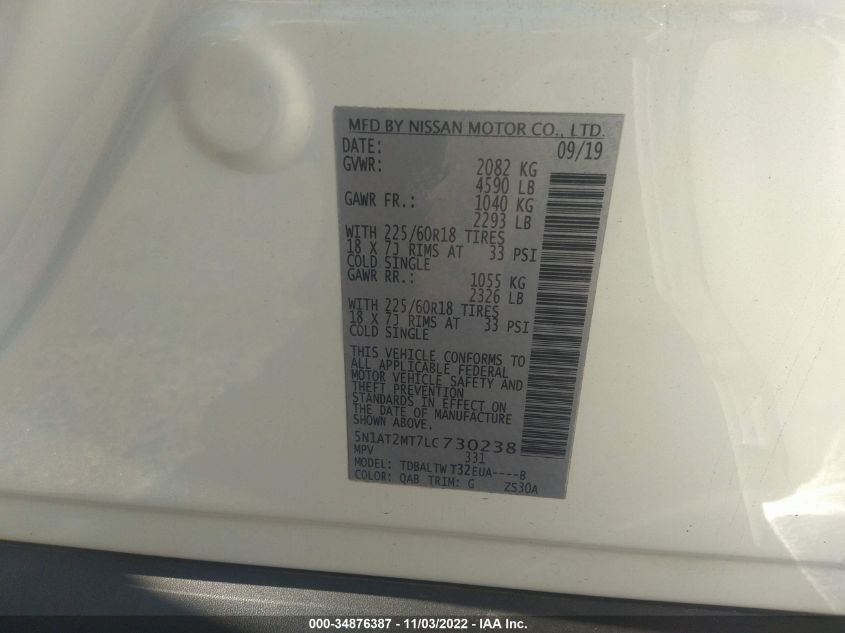 MFD BY NISSAN MOTOR CO., LTD.
DATE: 09/19
GVWR: 2082 KG
4590 LB
GAWR FR.: 1040 KG
2293 LB
WITH 225/60R18 TIRES
18 X 7J RIMS AT 33 PSI
COLD SINGLE
GAWR RR.: 1055 KG
2326 LB
WITH 225/60R18 TIRES
18 X 7J RIMS AT 33 PSI
COLD SINGLE
THIS VEHICLE CONFORMS TO
ALL APPLICABLE FEDERAL
MOTOR VEHICLE SAFETY AND
THEFT PREVENTION
STANDARDS IN EFFECT ON
THE DATE OF MANUFACTURE
SHOWN ABOVE.
5N1AT2MT7LC730238
MPV 331
MODEL: TDBALTW T32EUA----B
COLOR: QAB TRIM: G ZS30A
000-34876387 - 11/03/2022 - IAA Inc.